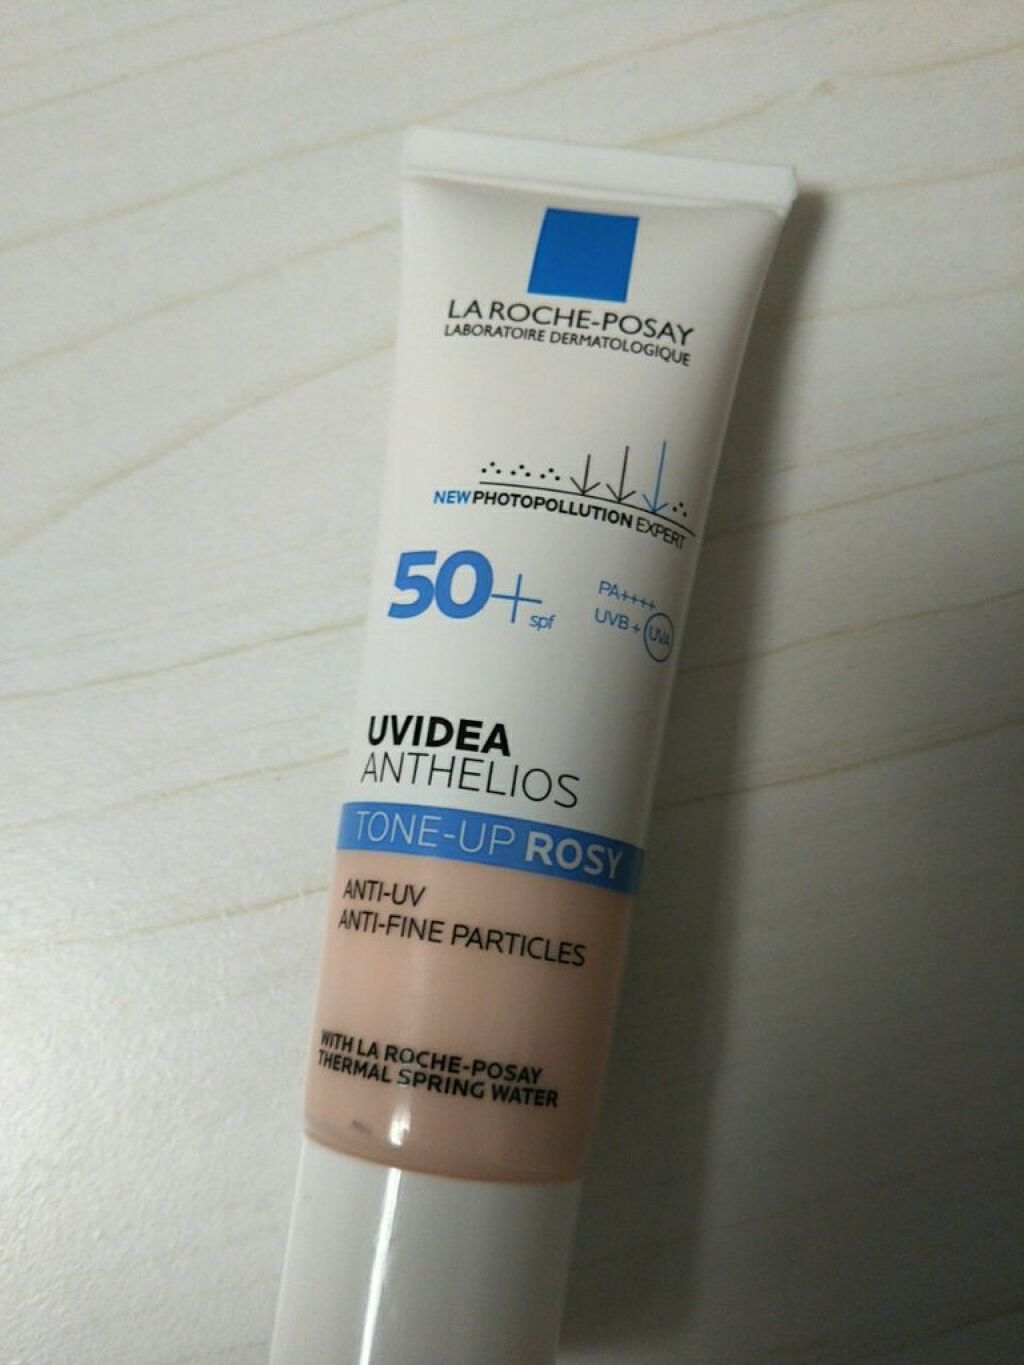 LA ROCHE-POSAY
LABORATOIRE DERMATOLOGIQUE
NEW PHOTOPOLLUTION EXPERT
50+ spf
PA++++
UVB + UVA
UVIDEA
ANTHELIOS
TONE-UP ROSY
ANTI-UV
ANTI-FINE PARTICLES
WITH LA ROCHE-POSAY
THERMAL SPRING WATER